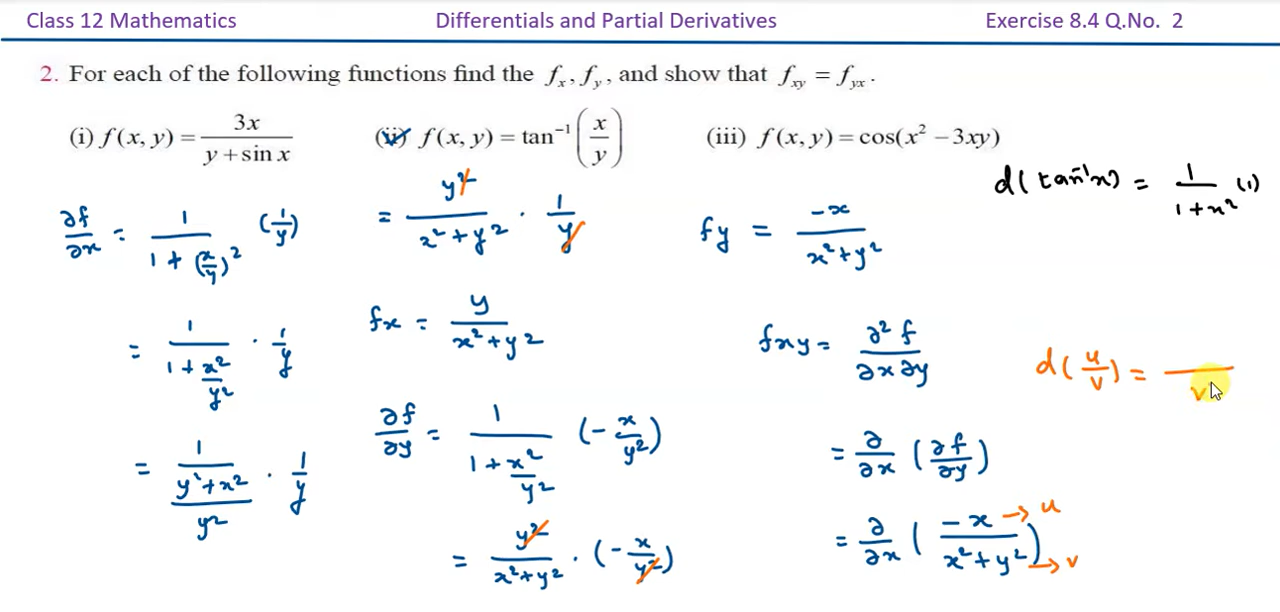 Class 12 Mathematics Differentials and Partial Derivatives Exercise 8.4 Q.No. 2
2. For each of the following functions find the fₓ, f_y, and show that f_xy = f_yx.
(i) f(x, y) = 3x / (y + sin x) (ii) f(x, y) = tan⁻¹(x/y) (iii) f(x, y) = cos(x² − 3xy)
d(tan⁻¹x) = 1/(1+x²) (1)
∂f/∂x = 1/(1 + (x/y)²) (1/y)
= 1/(1 + x²/y²) · 1/y
= 1/((y²+x²)/y²) · 1/y
= y²/(x²+y²) · 1/y
fx = y/(x²+y²)
∂f/∂y = 1/(1 + x²/y²) (−x/y²)
= y²/(x²+y²) · (−x/y²)
fy = −x/(x²+y²)
fxy = ∂²f/∂x∂y
= ∂/∂x (∂f/∂y)
= ∂/∂x (−x/(x²+y²)) → u → v
d(u/v) = /v